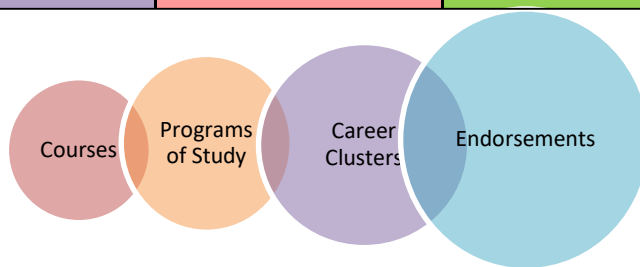 Courses
Programs
of Study
Career
Clusters
Endorsements